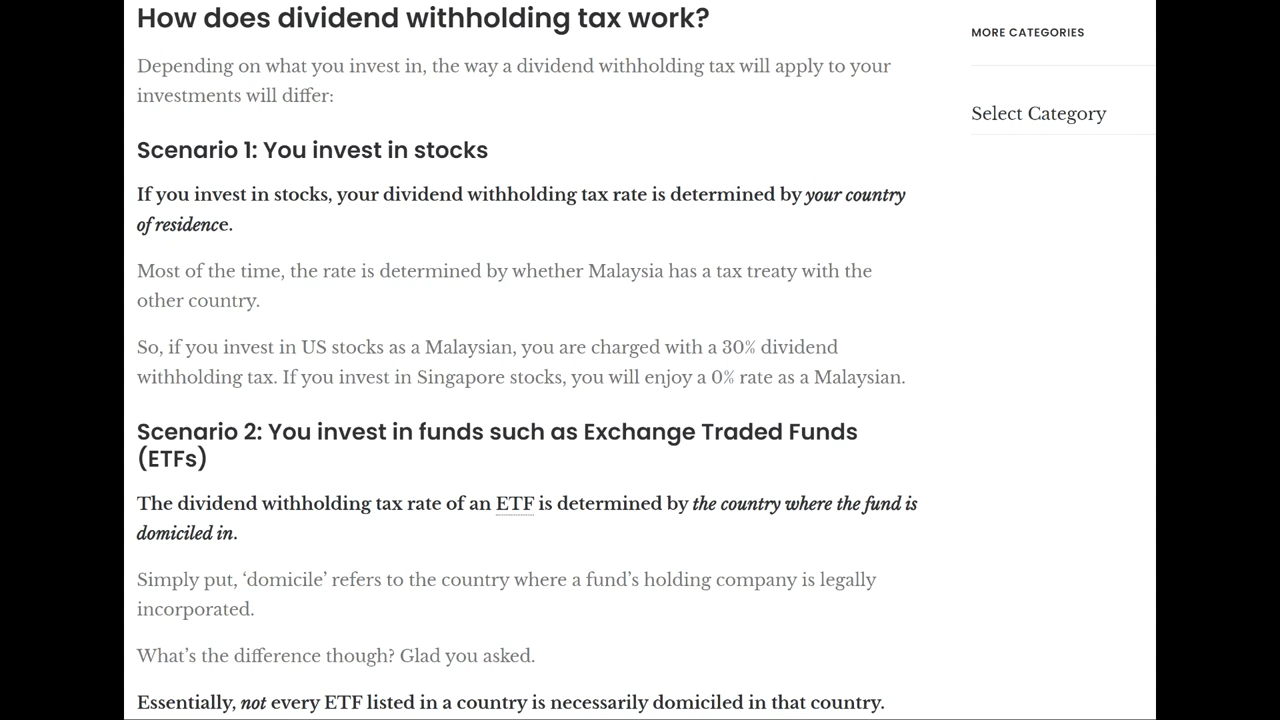 How does dividend withholding tax work?
Depending on what you invest in, the way a dividend withholding tax will apply to your
investments will differ:
Scenario 1: You invest in stocks
If you invest in stocks, your dividend withholding tax rate is determined by your country
of residence.
Most of the time, the rate is determined by whether Malaysia has a tax treaty with the
other country.
So, if you invest in US stocks as a Malaysian, you are charged with a 30% dividend
withholding tax. If you invest in Singapore stocks, you will enjoy a 0% rate as a Malaysian.
Scenario 2: You invest in funds such as Exchange Traded Funds
(ETFs)
The dividend withholding tax rate of an ETF is determined by the country where the fund is
domiciled in.
Simply put, ‘domicile’ refers to the country where a fund’s holding company is legally
incorporated.
What’s the difference though? Glad you asked.
Essentially, not every ETF listed in a country is necessarily domiciled in that country.
MORE CATEGORIES
Select Category